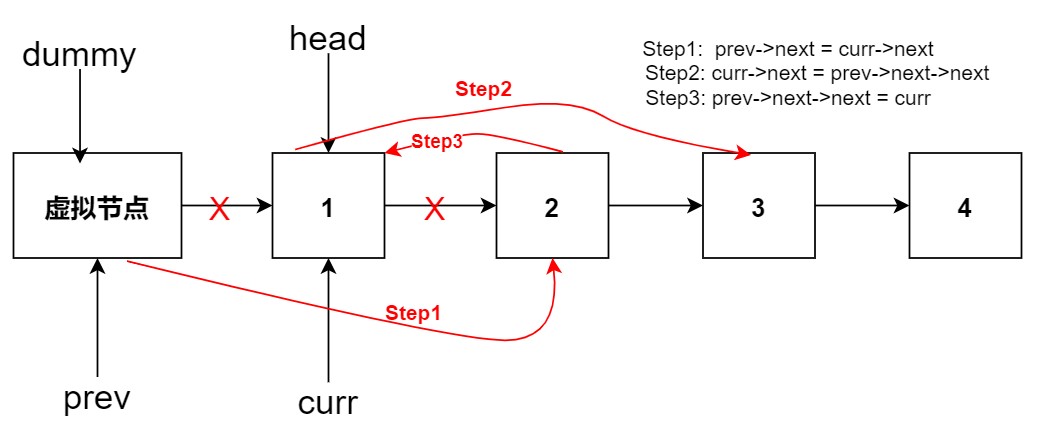 dummy
head
Step1: prev->next = curr->next
Step2: curr->next = prev->next->next
Step3: prev->next->next = curr
Step2
Step3
虚拟节点
X
1
X
2
3
4
Step1
prev
curr